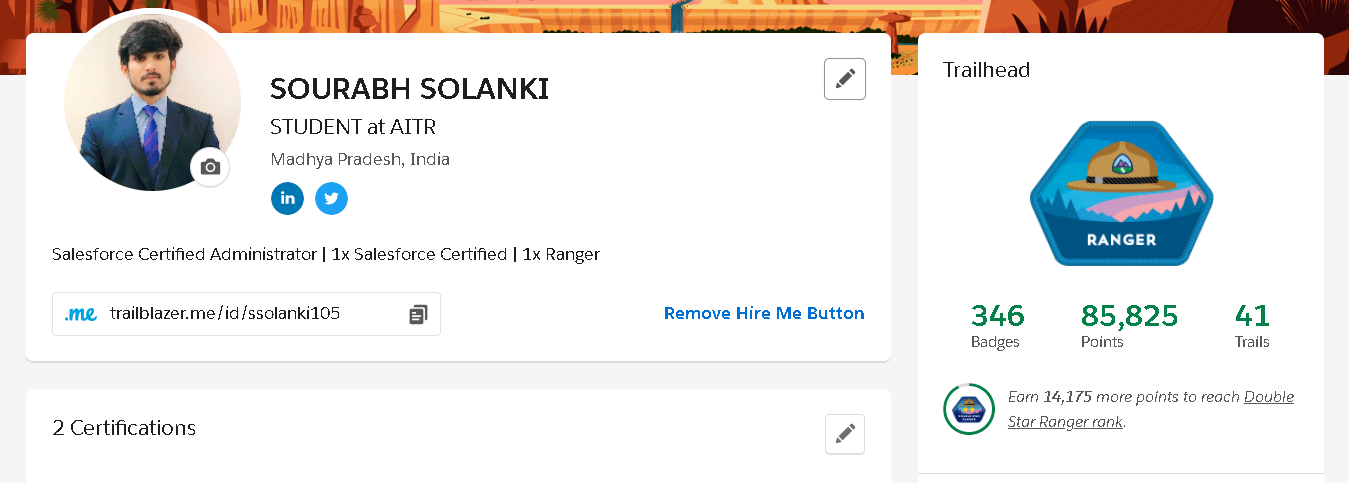 SOURABH SOLANKI
STUDENT at AITR
Madhya Pradesh, India
in
Salesforce Certified Administrator | 1x Salesforce Certified | 1x Ranger
.me trailblazer.me/id/ssolanki105
Remove Hire Me Button
2 Certifications
Trailhead
RANGER
346 85,825 41
Badges Points Trails
Earn 14,175 more points to reach Double
Star Ranger rank.